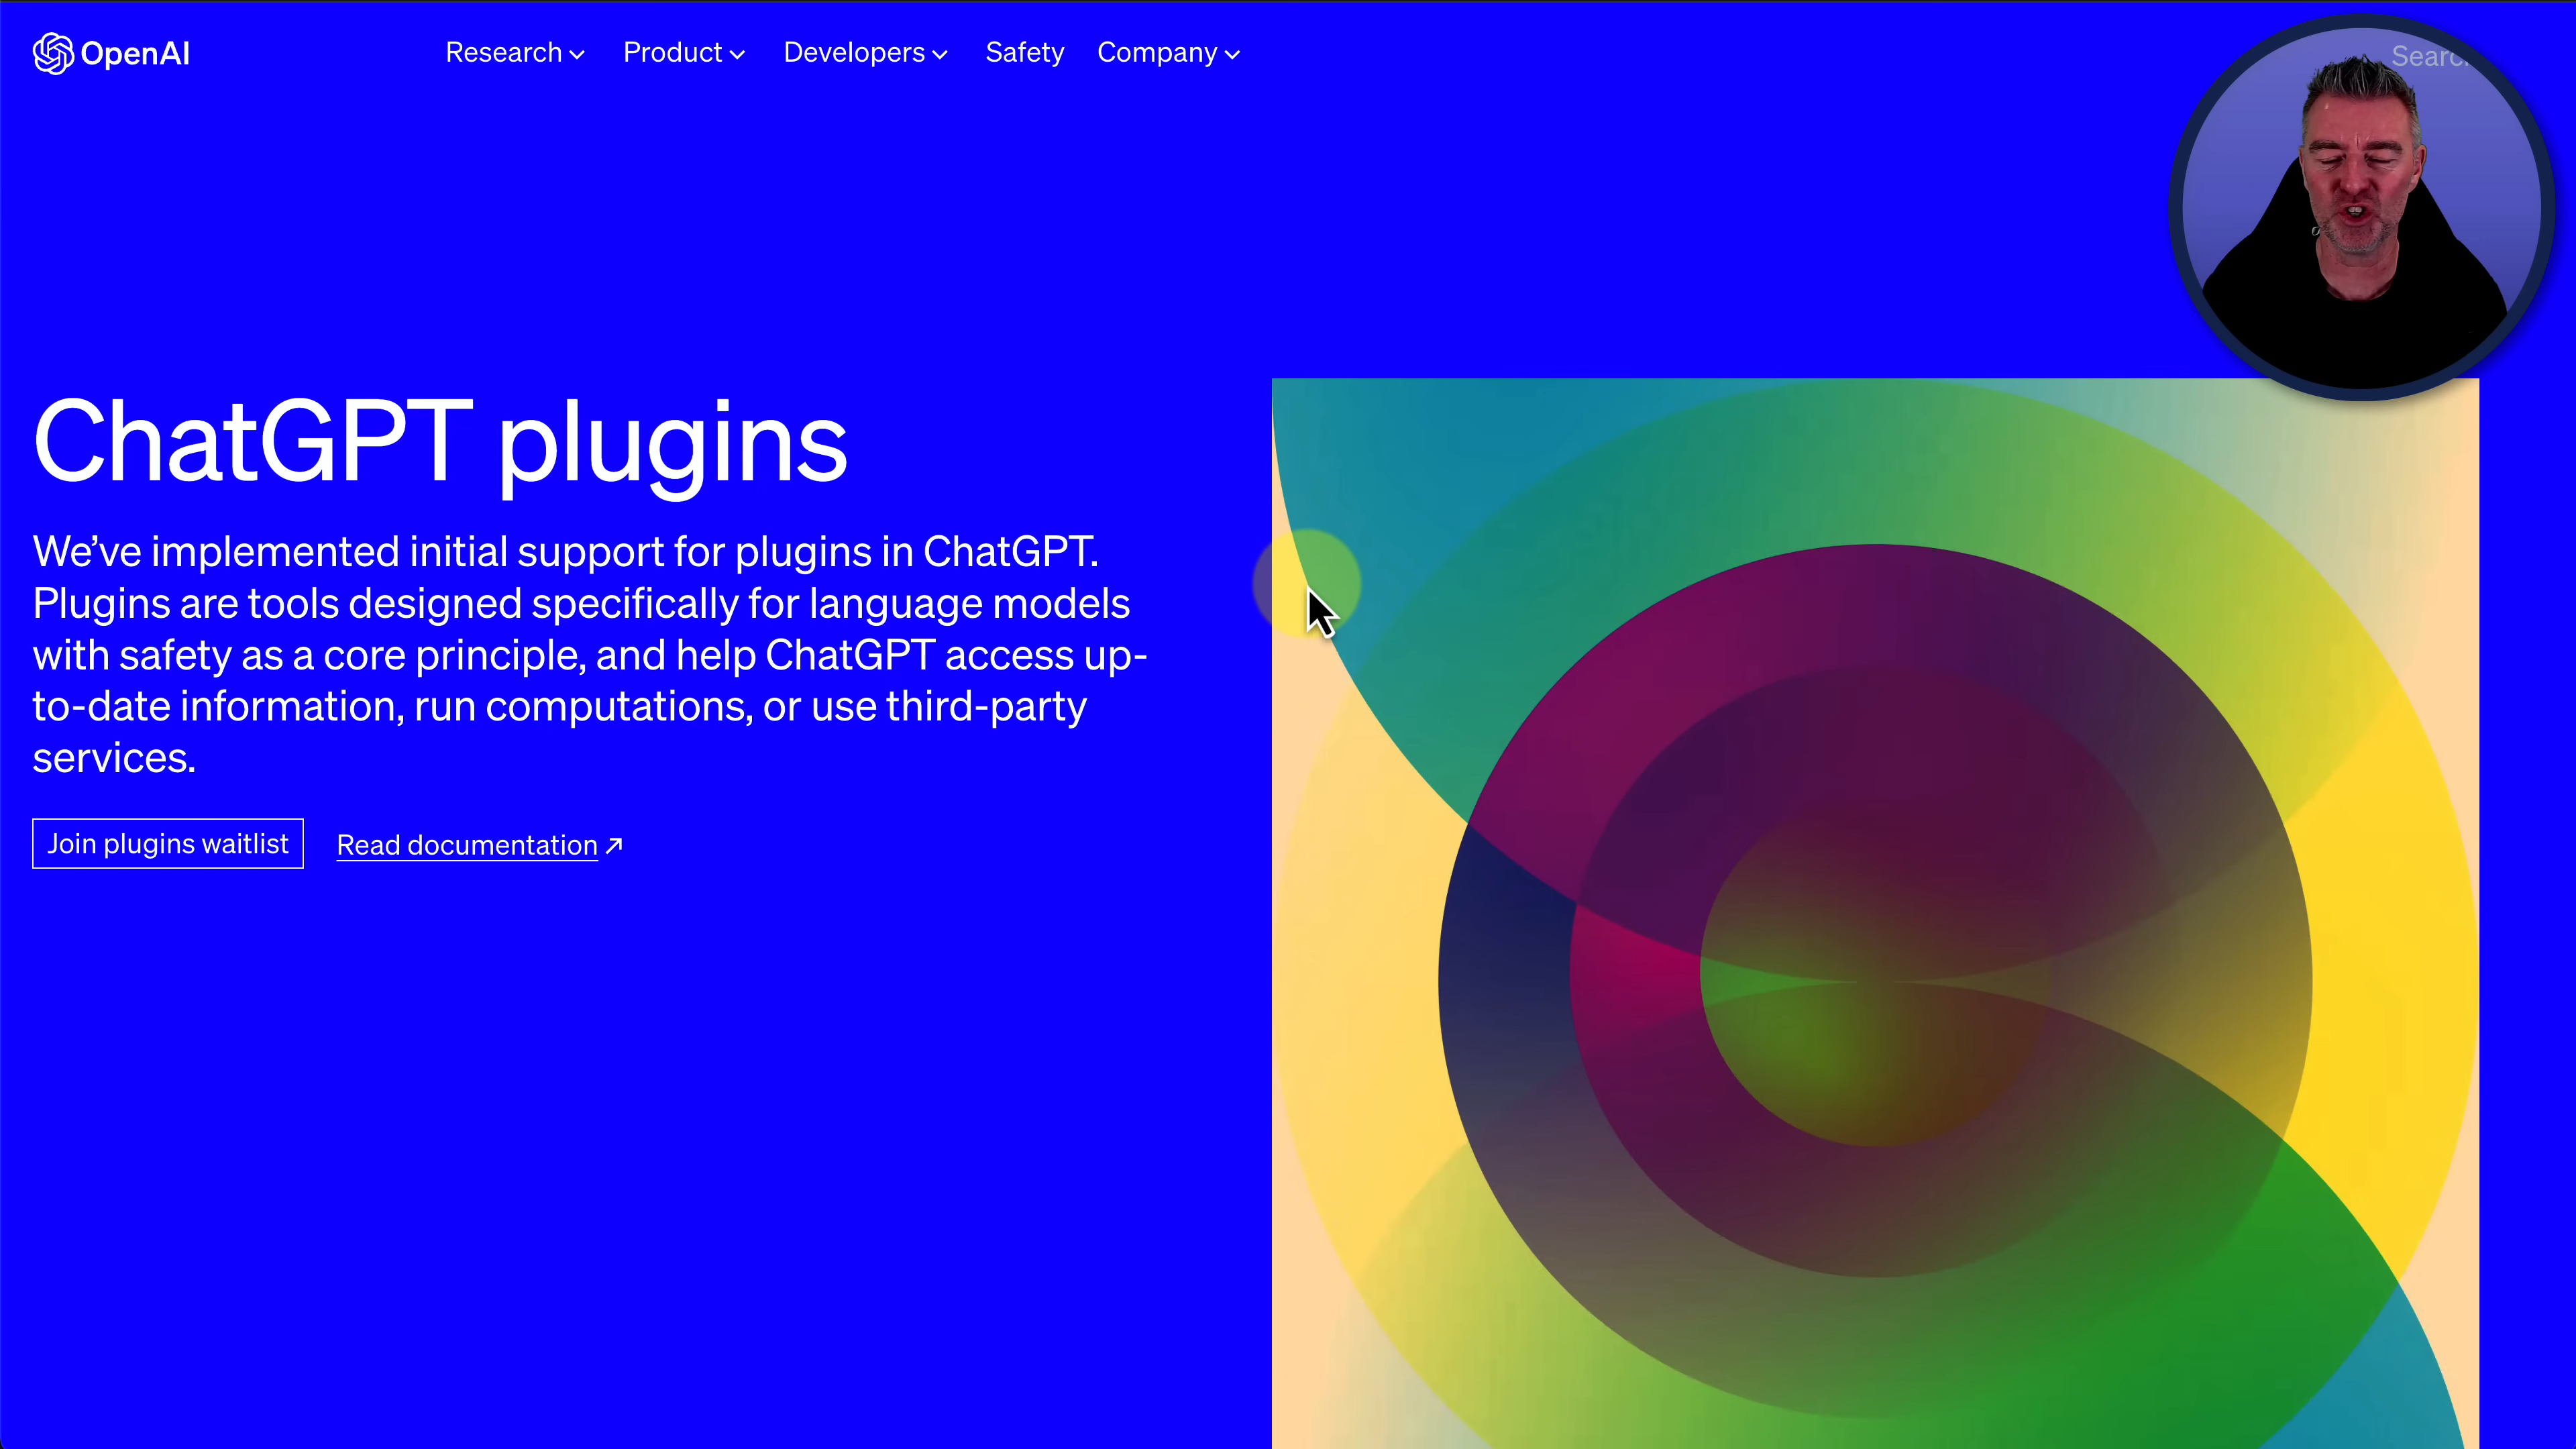 OpenAI
Research
Product
Developers
Safety
Company
ChatGPT plugins
We’ve implemented initial support for plugins in ChatGPT.
Plugins are tools designed specifically for language models
with safety as a core principle, and help ChatGPT access up-
to-date information, run computations, or use third-party
services.
Join plugins waitlist
Read documentation ↗